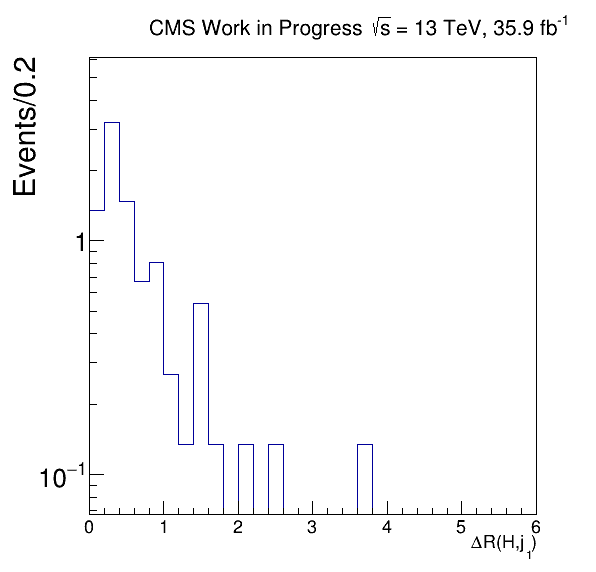 CMS Work in Progress √s = 13 TeV, 35.9 fb⁻¹
Events/0.2
1
10⁻¹
0 1 2 3 4 5 6
ΔR(H,j₁)